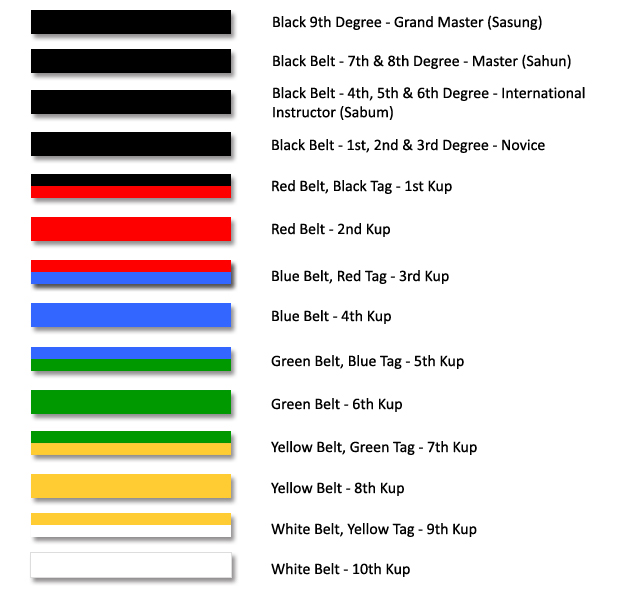 Black 9th Degree - Grand Master (Sasung)
Black Belt - 7th & 8th Degree - Master (Sahun)
Black Belt - 4th, 5th & 6th Degree - International
Instructor (Sabum)
Black Belt - 1st, 2nd & 3rd Degree - Novice
Red Belt, Black Tag - 1st Kup
Red Belt - 2nd Kup
Blue Belt, Red Tag - 3rd Kup
Blue Belt - 4th Kup
Green Belt, Blue Tag - 5th Kup
Green Belt - 6th Kup
Yellow Belt, Green Tag - 7th Kup
Yellow Belt - 8th Kup
White Belt, Yellow Tag - 9th Kup
White Belt - 10th Kup